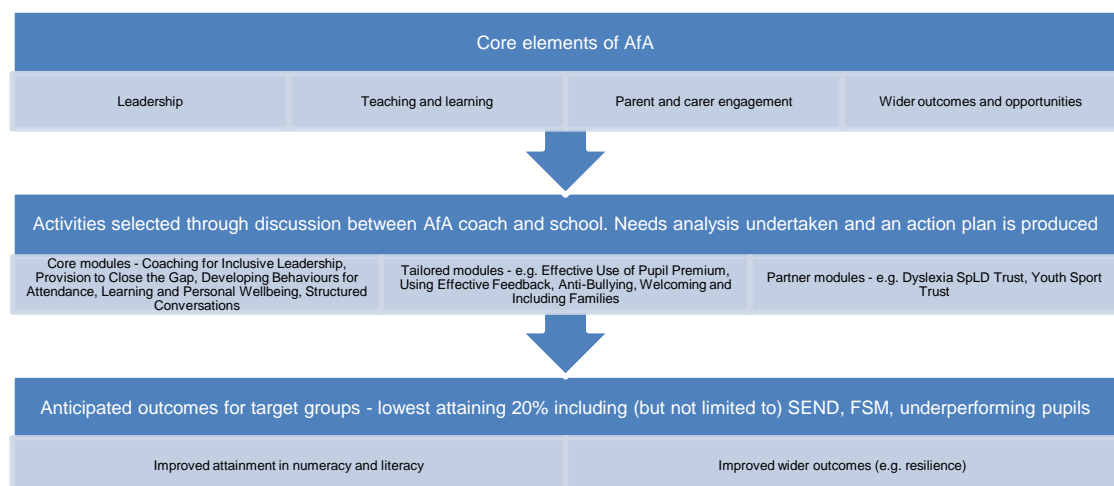 Core elements of AfA
Leadership
Teaching and learning
Parent and carer engagement
Wider outcomes and opportunities
Activities selected through discussion between AfA coach and school. Needs analysis undertaken and an action plan is produced
Core modules - Coaching for Inclusive Leadership,
Provision to Close the Gap, Developing Behaviours for
Attendance, Learning and Personal Wellbeing, Structured
Conversations
Tailored modules - e.g. Effective Use of Pupil Premium,
Using Effective Feedback, Anti-Bullying, Welcoming and
Including Families
Partner modules - e.g. Dyslexia SpLD Trust, Youth Sport
Trust
Anticipated outcomes for target groups - lowest attaining 20% including (but not limited to) SEND, FSM, underperforming pupils
Improved attainment in numeracy and literacy
Improved wider outcomes (e.g. resilience)